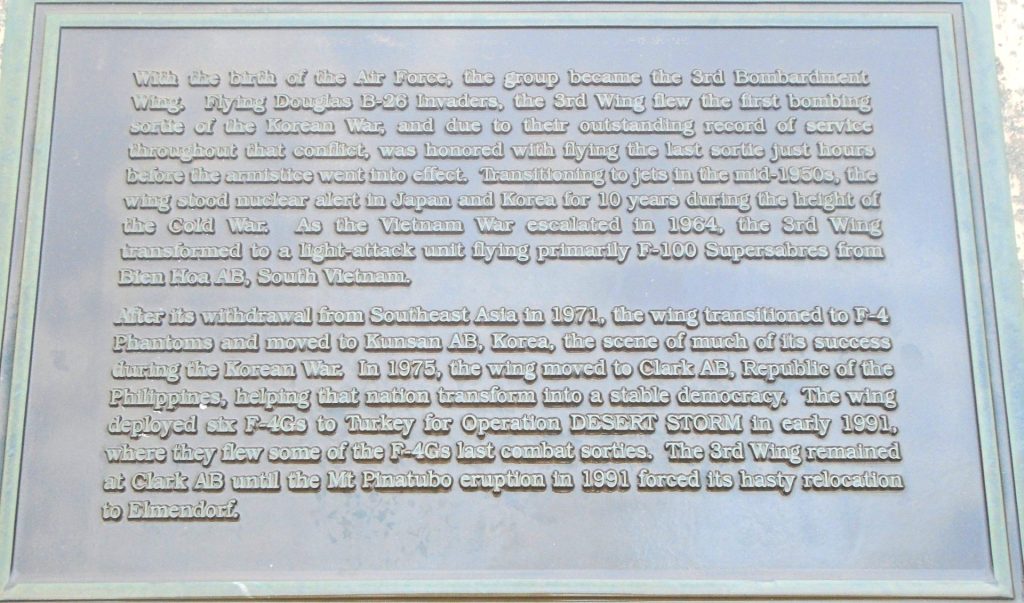 With the birth of the Air Force, the group became the 3rd Bombardment
Wing. Flying Douglas B-26 Invaders, the 3rd Wing flew the first bombing
sortie of the Korean War, and due to their outstanding record of service
throughout that conflict, was honored with flying the last sortie just hours
before the armistice went into effect. Transitioning to jets in the mid-1950s, the
wing stood nuclear alert in Japan and Korea for 10 years during the height of
the Cold War. As the Vietnam War escalated in 1964, the 3rd Wing
transformed to a light-attack unit flying primarily F-100 Supersabres from
Bien Hoa AB, South Vietnam.
After its withdrawal from Southeast Asia in 1971, the wing transitioned to F-4
Phantoms and moved to Kunsan AB, Korea, the scene of much of its success
during the Korean War. In 1975, the wing moved to Clark AB, Republic of the
Philippines, helping that nation transform into a stable democracy. The wing
deployed six F-4Gs to Turkey for Operation DESERT STORM in early 1991,
where they flew some of the F-4Gs last combat sorties. The 3rd Wing remained
at Clark AB until the Mt Pinatubo eruption in 1991 forced its hasty relocation
to Elmendorf.